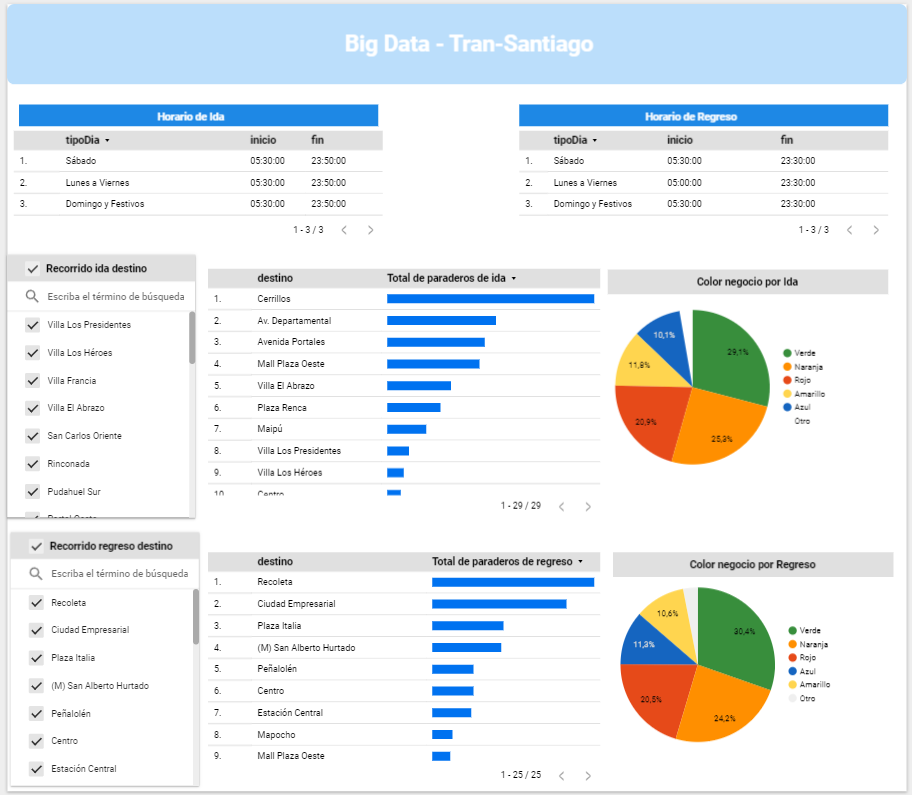 Big Data - Tran-Santiago
Horario de Ida
tipoDia inicio fin
1. Sábado 05:30:00 23:50:00
2. Lunes a Viernes 05:30:00 23:50:00
3. Domingo y Festivos 05:30:00 23:50:00
1 - 3 / 3
Horario de Regreso
tipoDia inicio fin
1. Sábado 05:30:00 23:30:00
2. Lunes a Viernes 05:00:00 23:30:00
3. Domingo y Festivos 05:30:00 23:30:00
1 - 3 / 3
Recorrido ida destino
Escriba el término de búsqueda
Villa Los Presidentes
Villa Los Héroes
Villa Francia
Villa El Abrazo
San Carlos Oriente
Rinconada
Pudahuel Sur
destino Total de paraderos de ida
1. Cerrillos
2. Av. Departamental
3. Avenida Portales
4. Mall Plaza Oeste
5. Villa El Abrazo
6. Plaza Renca
7. Maipú
8. Villa Los Presidentes
9. Villa Los Héroes
10. Centro
1 - 29 / 29
Color negocio por Ida
29,1%
25,3%
20,9%
11,8%
10,1%
Verde
Naranja
Rojo
Amarillo
Azul
Otro
Recorrido regreso destino
Escriba el término de búsqueda
Recoleta
Ciudad Empresarial
Plaza Italia
(M) San Alberto Hurtado
Peñalolén
Centro
Estación Central
destino Total de paraderos de regreso
1. Recoleta
2. Ciudad Empresarial
3. Plaza Italia
4. (M) San Alberto Hurtado
5. Peñalolén
6. Centro
7. Estación Central
8. Mapocho
9. Mall Plaza Oeste
1 - 25 / 25
Color negocio por Regreso
30,4%
24,2%
20,5%
11,3%
10,6%
Verde
Naranja
Rojo
Azul
Amarillo
Otro